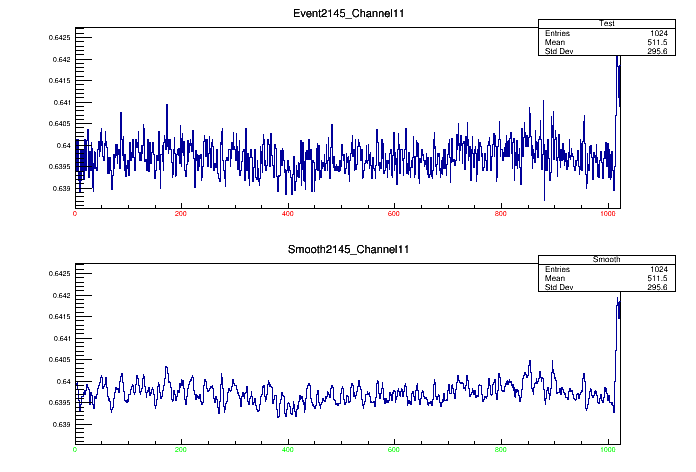 Event2145_Channel11
Test
Entries 1024
Mean 511.5
Std Dev 295.6
0.6425
0.642
0.6415
0.641
0.6405
0.64
0.6395
0.639
0 200 400 600 800 1000
Smooth2145_Channel11
Smooth
Entries 1024
Mean 511.5
Std Dev 295.6
0.6425
0.642
0.6415
0.641
0.6405
0.64
0.6395
0.639
0 200 400 600 800 1000